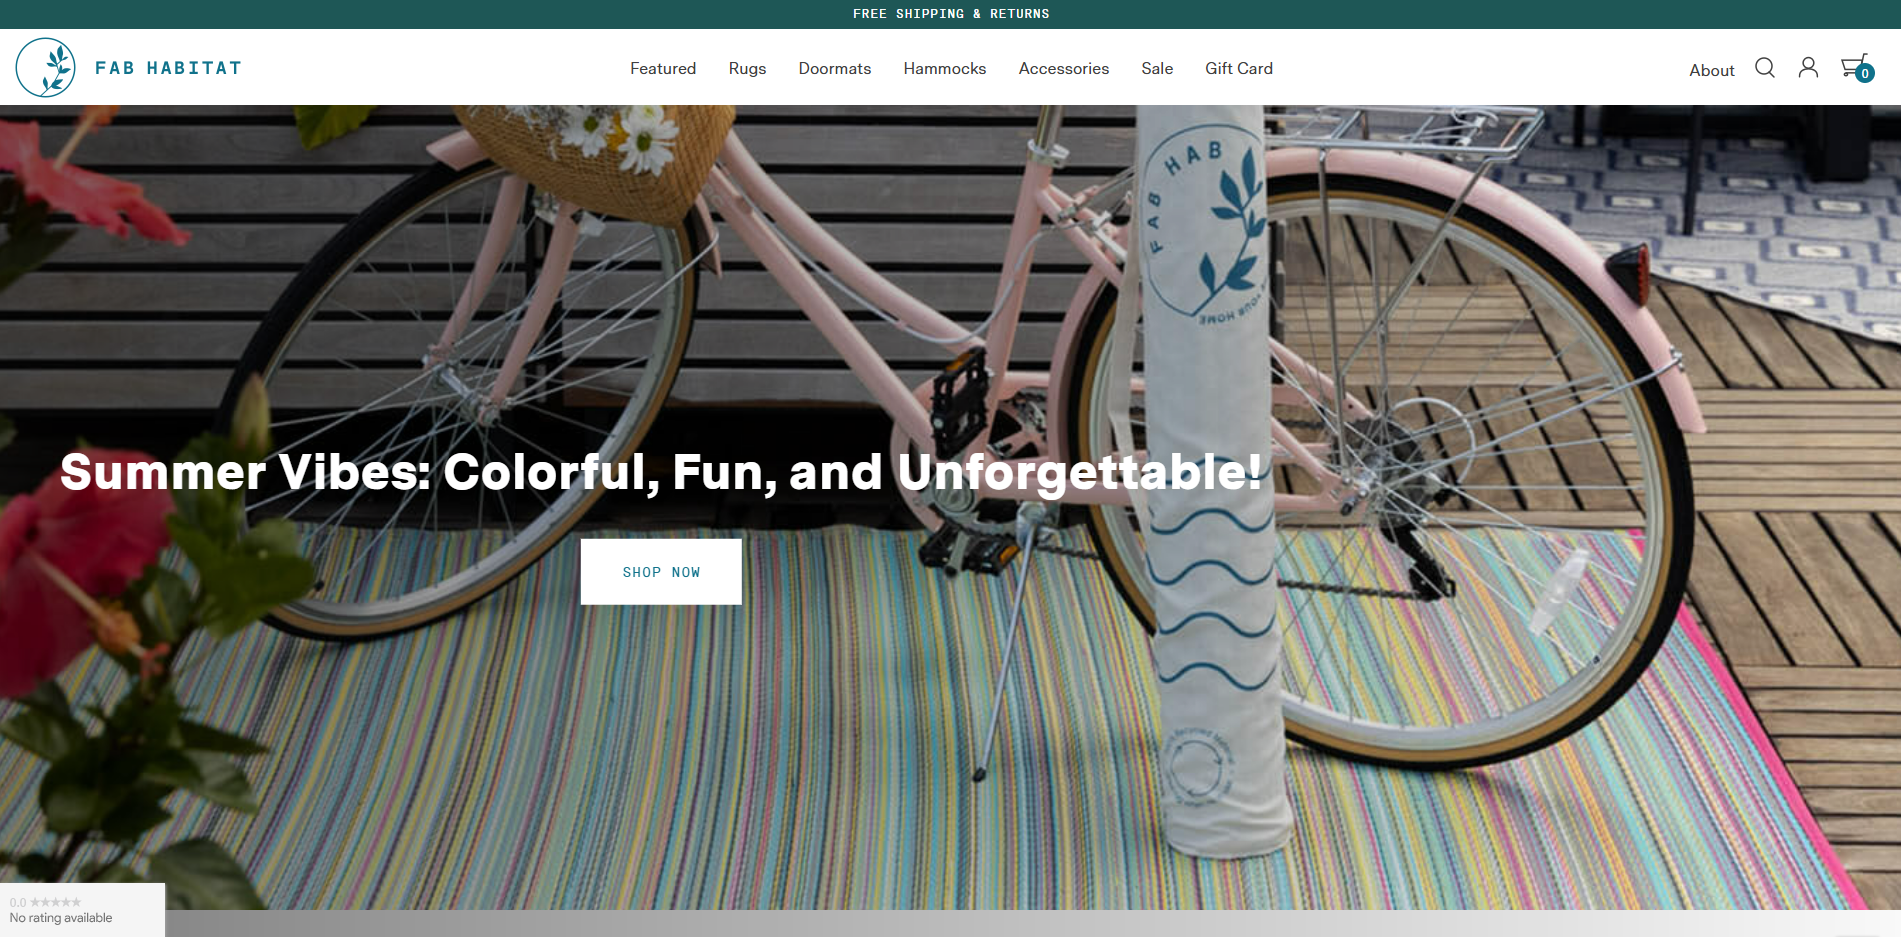 FREE SHIPPING & RETURNS
FAB HABITAT
Featured Rugs Doormats Hammocks Accessories Sale Gift Card
About
0
FAB HAB
YOUR HOME
Summer Vibes: Colorful, Fun, and Unforgettable!
SHOP NOW
Recycled
0.0 ★★★★★
No rating available